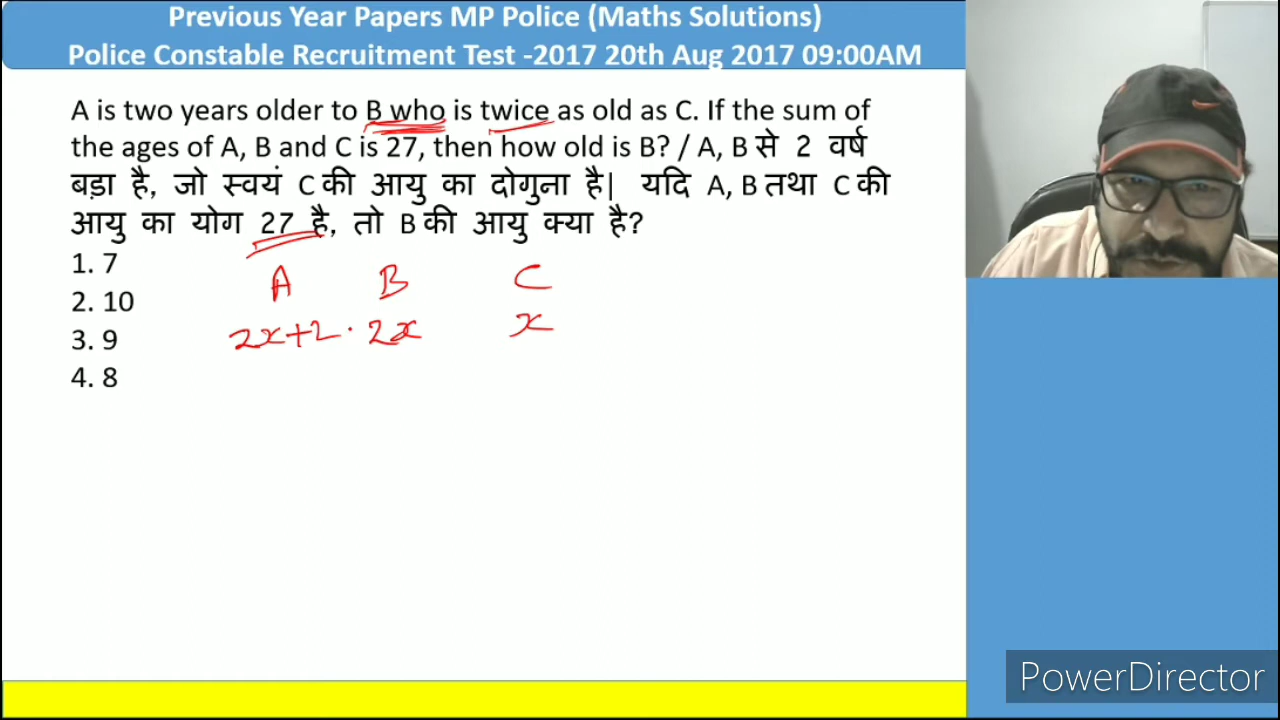 Previous Year Papers MP Police (Maths Solutions)
Police Constable Recruitment Test -2017 20th Aug 2017 09:00AM
A is two years older to B who is twice as old as C. If the sum of
the ages of A, B and C is 27, then how old is B? / A, B से 2 वर्ष
बड़ा है, जो स्वयं C की आयु का दोगुना है| यदि A, B तथा C की
आयु का योग 27 है, तो B की आयु क्या है?
1. 7
2. 10
3. 9
4. 8
A B C
2x+2 · 2x x
PowerDirector